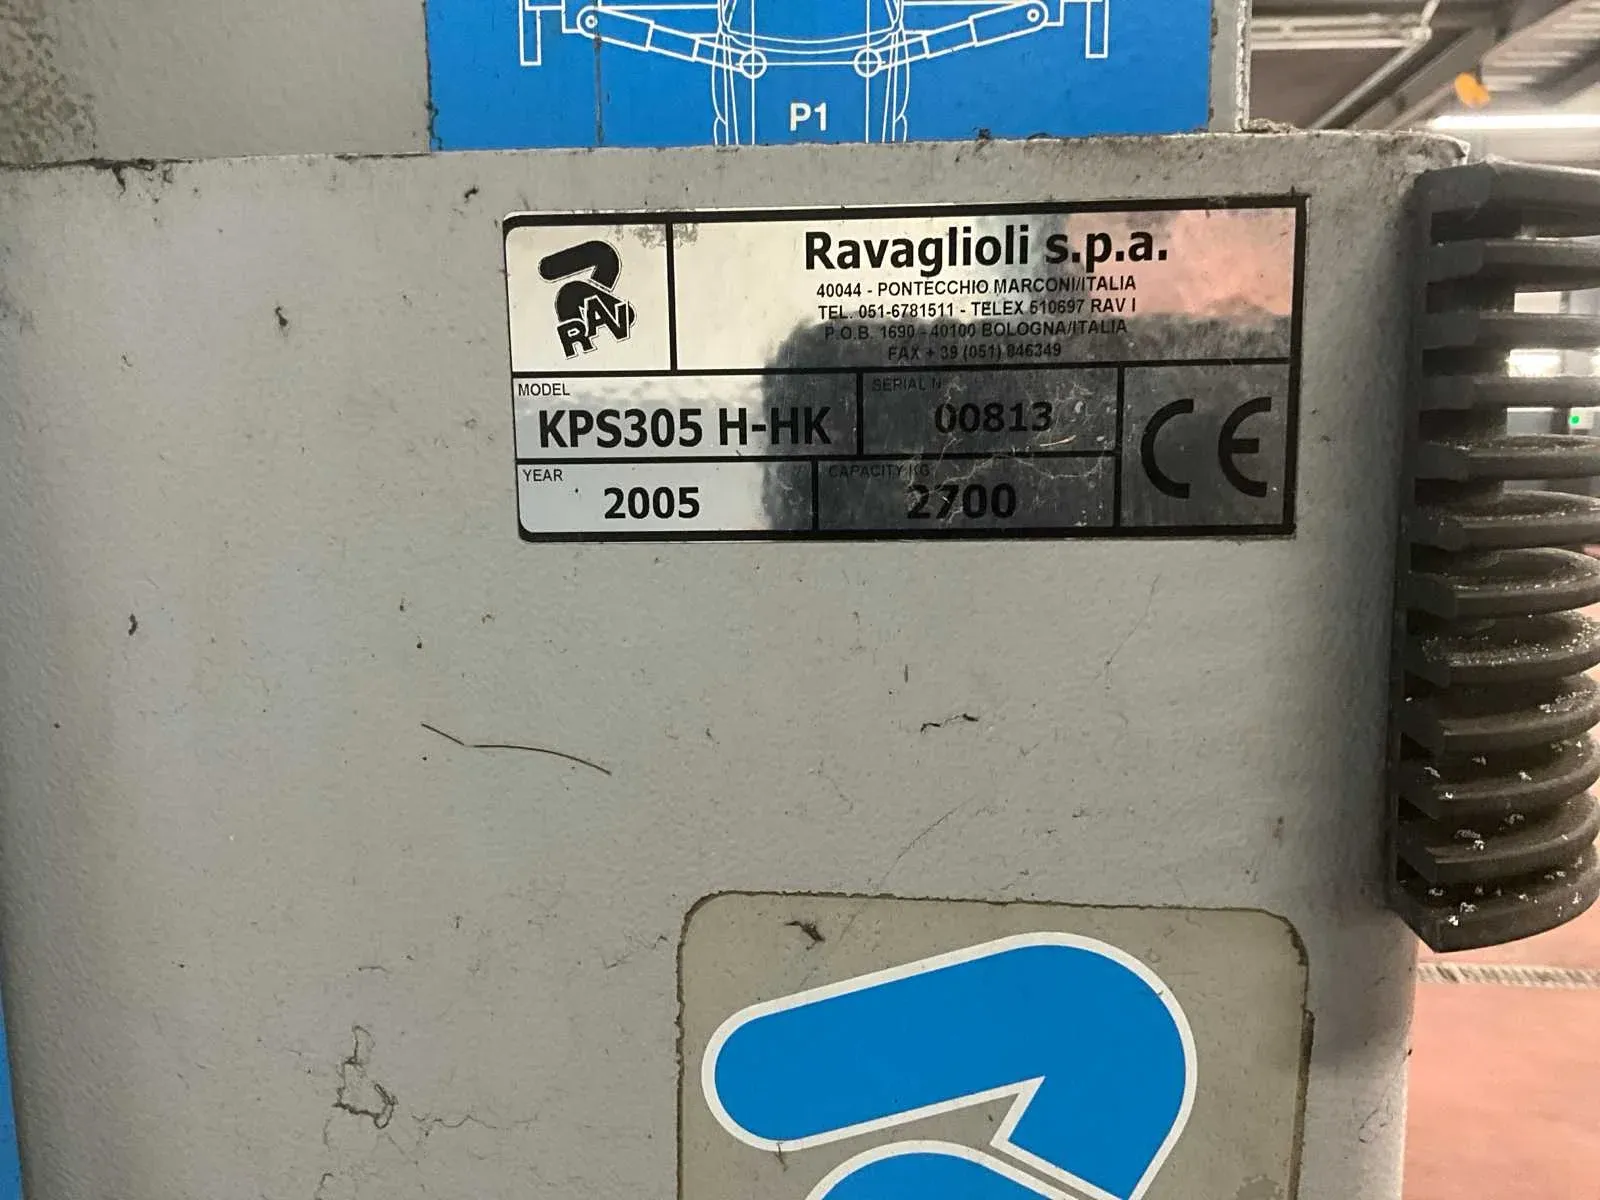 P1
RAV
Ravaglioli s.p.a.
40044 - PONTECCHIO MARCONI/ITALIA
TEL. 051-6781511 - TELEX 510697 RAV I
P.O.B. 1690 - 40100 BOLOGNA/ITALIA
FAX + 39 (051) 846349
MODEL
KPS305 H-HK
SERIAL N
00813
YEAR
2005
CAPACITY KG
2700
CE